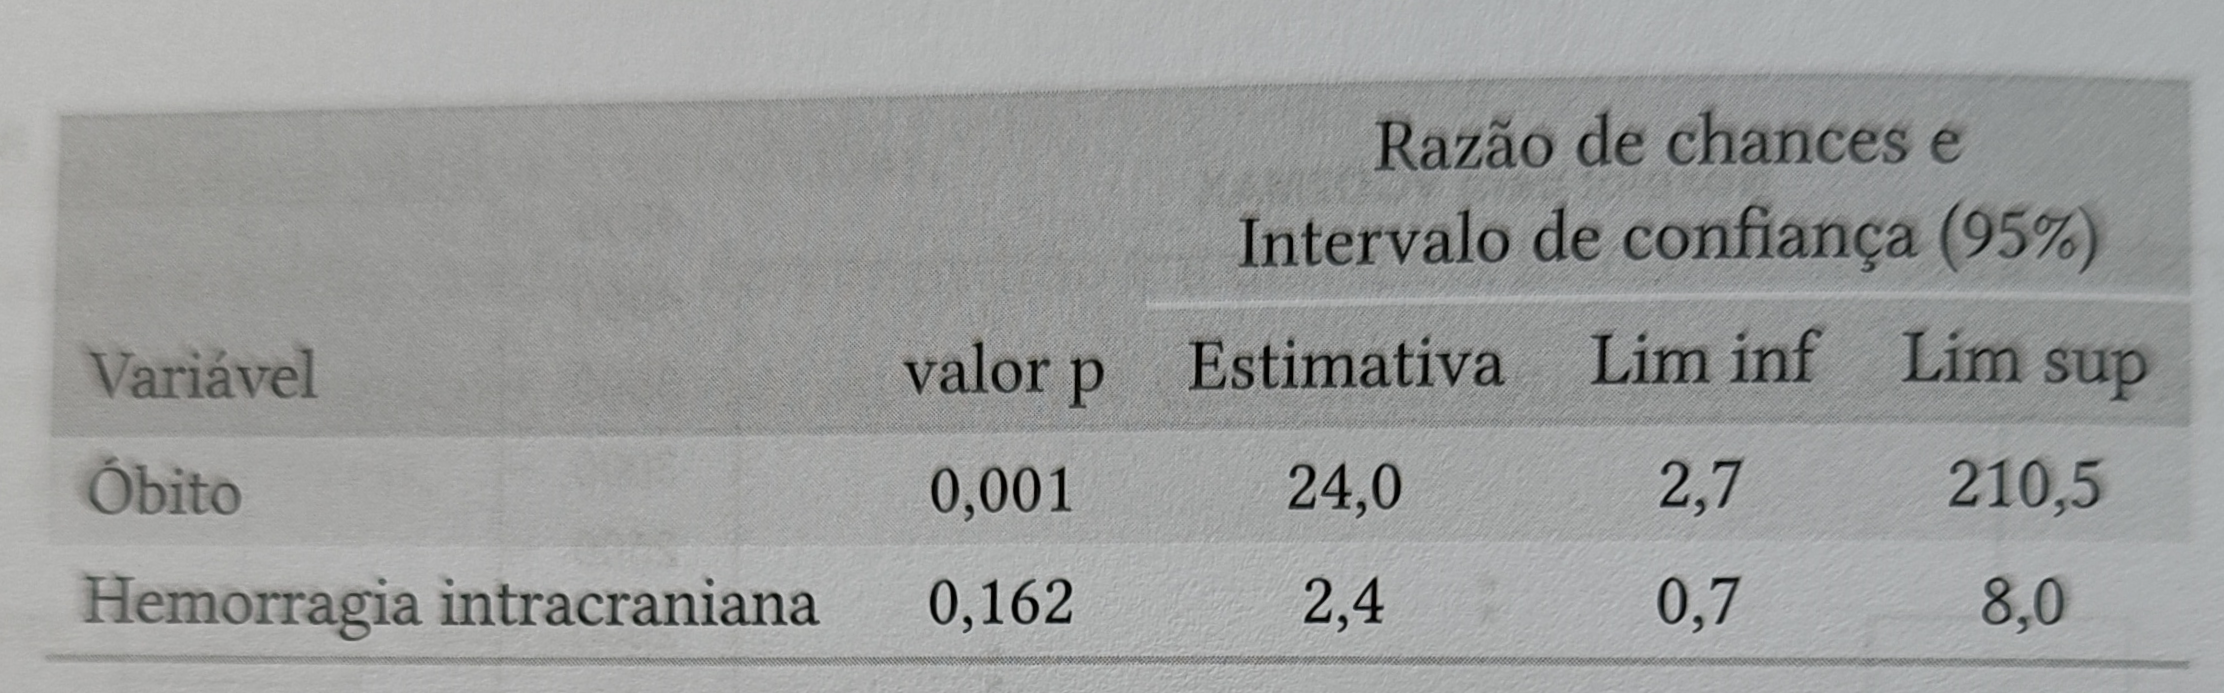 Razão de chances e
Intervalo de confiança (95%)
Variável valor p Estimativa Lim inf Lim sup
Óbito 0,001 24,0 2,7 210,5
Hemorragia intracraniana 0,162 2,4 0,7 8,0